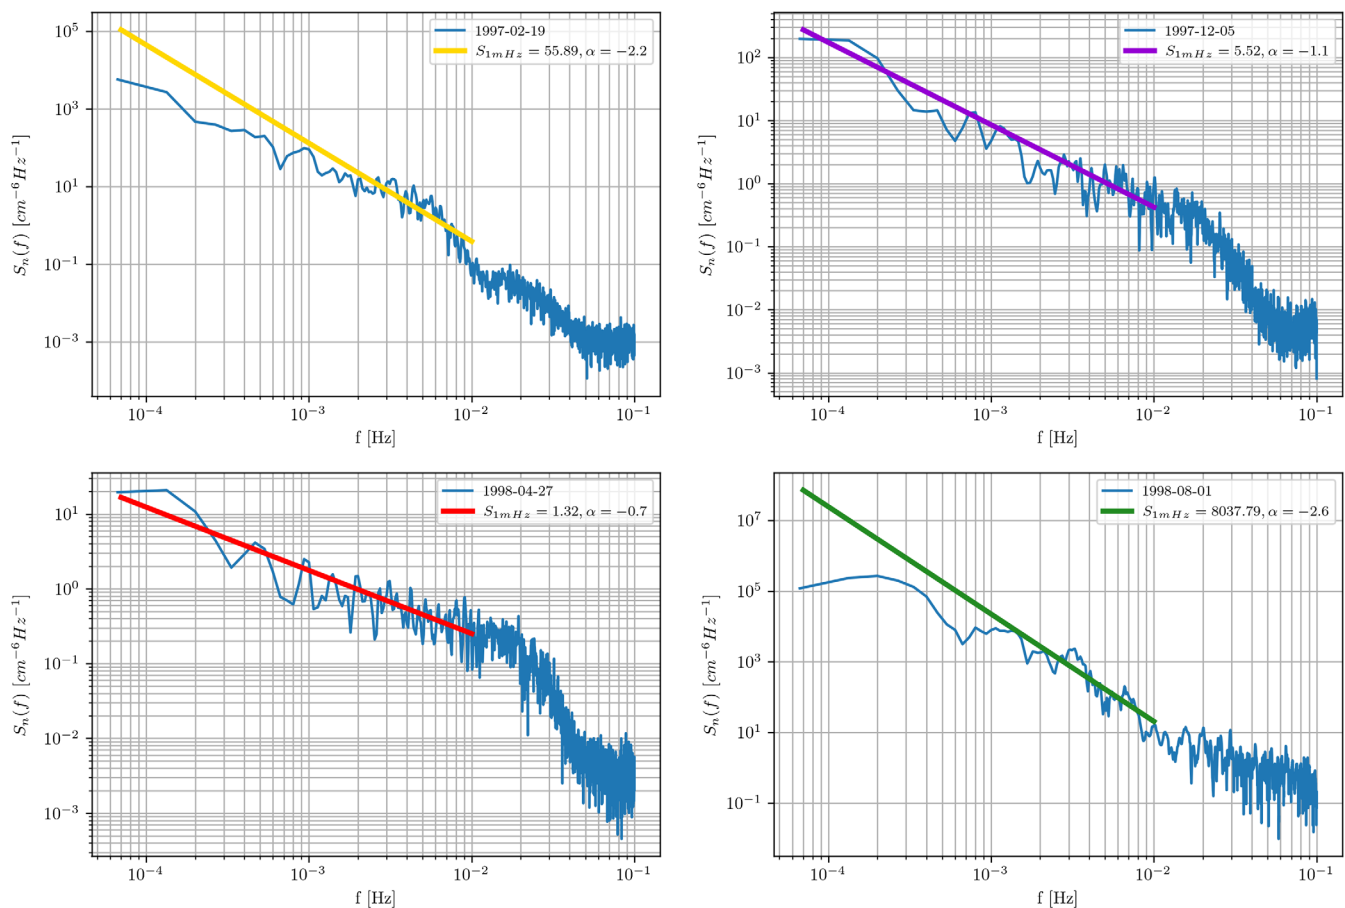 1997-02-19
S_{1mHz} = 55.89, α = −2.2
10^5
10^3
10^1
10^{−1}
10^{−3}
S_n(f) [cm^{−6}Hz^{−1}]
10^{−4} 10^{−3} 10^{−2} 10^{−1}
f [Hz]
1997-12-05
S_{1mHz} = 5.52, α = −1.1
10^2
10^1
10^0
10^{−1}
10^{−2}
10^{−3}
S_n(f) [cm^{−6}Hz^{−1}]
10^{−4} 10^{−3} 10^{−2} 10^{−1}
f [Hz]
1998-04-27
S_{1mHz} = 1.32, α = −0.7
10^1
10^0
10^{−1}
10^{−2}
10^{−3}
S_n(f) [cm^{−6}Hz^{−1}]
10^{−4} 10^{−3} 10^{−2} 10^{−1}
f [Hz]
1998-08-01
S_{1mHz} = 8037.79, α = −2.6
10^7
10^5
10^3
10^1
10^{−1}
S_n(f) [cm^{−6}Hz^{−1}]
10^{−4} 10^{−3} 10^{−2} 10^{−1}
f [Hz]